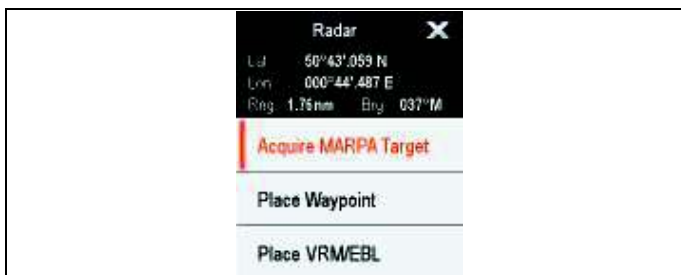 Radar X
Lat 50°43'.059 N
Lon 000°44'.487 E
Rng 1.75nm Brg 037°M
Acquire MARPA Target
Place Waypoint
Place VRM/EBL